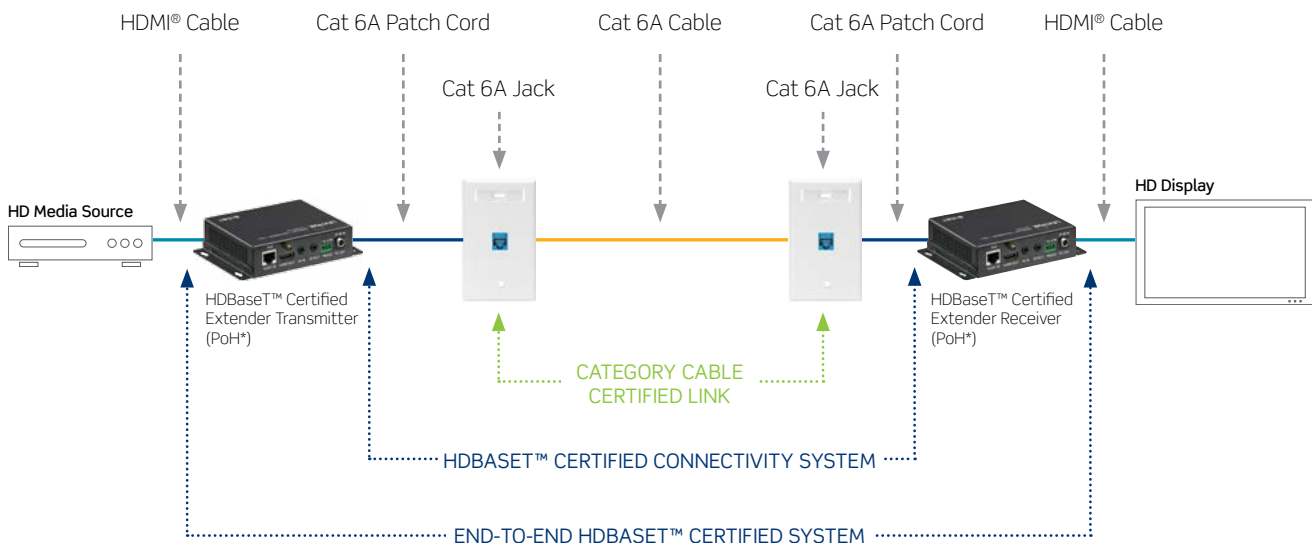 HDMI® Cable
Cat 6A Patch Cord
Cat 6A Cable
Cat 6A Patch Cord
HDMI® Cable
Cat 6A Jack
Cat 6A Jack
HD Media Source
HD Display
HDBaseT™ Certified
Extender Transmitter
(PoH*)
HDBaseT™ Certified
Extender Receiver
(PoH*)
CATEGORY CABLE
CERTIFIED LINK
HDBASET™ CERTIFIED CONNECTIVITY SYSTEM
END-TO-END HDBASET™ CERTIFIED SYSTEM